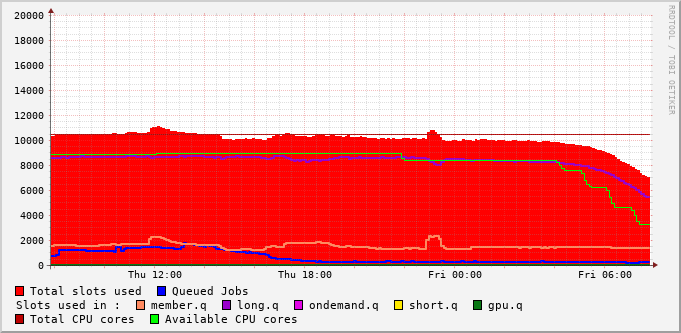 20000
18000
16000
14000
12000
10000
8000
6000
4000
2000
0
Thu 12:00 Thu 18:00 Fri 00:00 Fri 06:00
RRDTOOL / TOBI OETIKER
Total slots used Queued Jobs
Slots used in : member.q long.q ondemand.q short.q gpu.q
Total CPU cores Available CPU cores